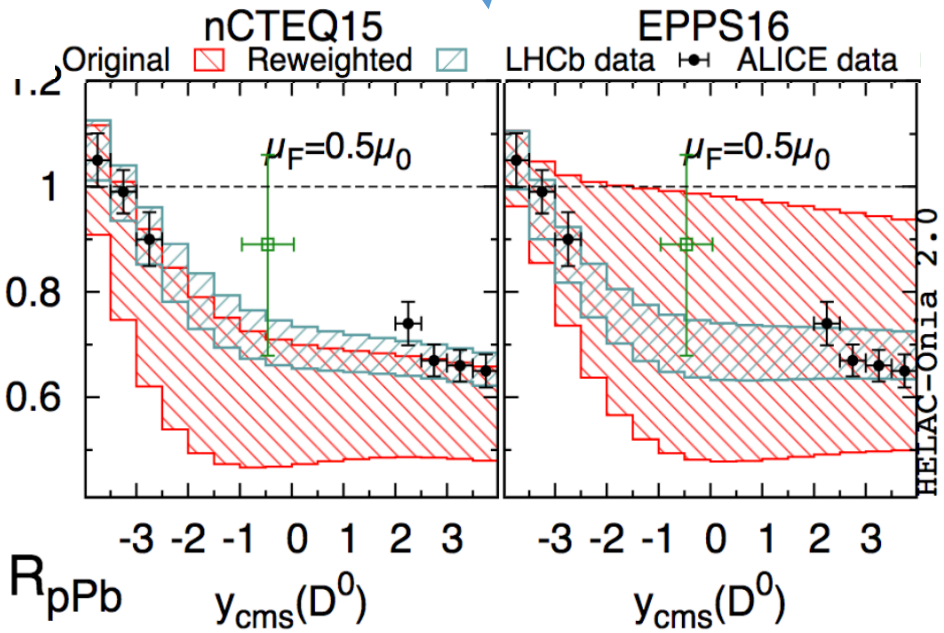 nCTEQ15 EPPS16
Original Reweighted LHCb data ALICE data
1.2
μF=0.5μ0 μF=0.5μ0
1
0.8
0.6
HELAC-Onia 2.0
-3 -2 -1 0 1 2 3 -3 -2 -1 0 1 2 3
RpPb ycms(D0) ycms(D0)